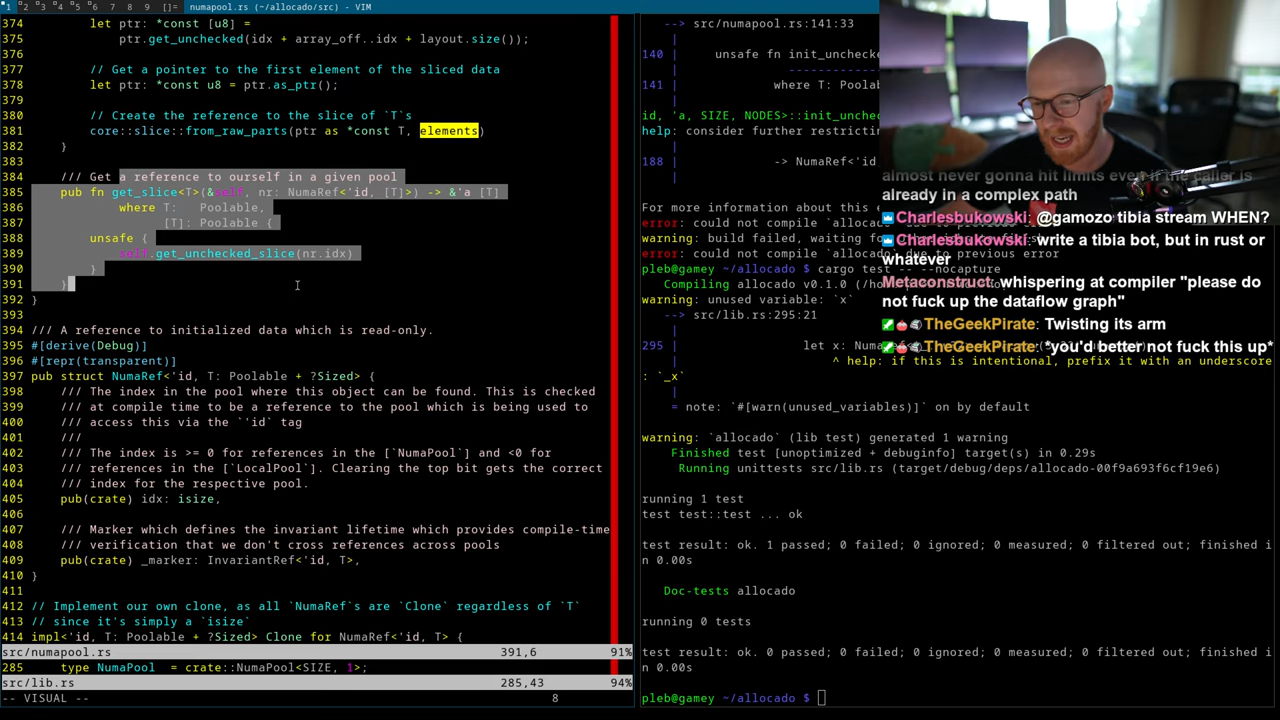 1 2 3 4 5 6 7 8 9 []= numapool.rs (~/allocado/src) - VIM
374 let ptr: *const [u8] =
375 ptr.get_unchecked(idx + array_off..idx + layout.size());
376
377 // Get a pointer to the first element of the sliced data
378 let ptr: *const u8 = ptr.as_ptr();
379
380 // Create the reference to the slice of `T`s
381 core::slice::from_raw_parts(ptr as *const T, elements)
382 }
383
384 /// Get a reference to ourself in a given pool
385 pub fn get_slice<T>(&self, nr: NumaRef<'id, [T]>) -> &'a [T]
386 where T: Poolable,
387 [T]: Poolable {
388 unsafe {
389 self.get_unchecked_slice(nr.idx)
390 }
391 }
392 }
393
394 /// A reference to initialized data which is read-only.
395 #[derive(Debug)]
396 #[repr(transparent)]
397 pub struct NumaRef<'id, T: Poolable + ?Sized> {
398 /// The index in the pool where this object can be found. This is checked
399 /// at compile time to be a reference to the pool which is being used to
400 /// access this via the `'id` tag
401 ///
402 /// The index is >= 0 for references in the [`NumaPool`] and <0 for
403 /// references in the [`LocalPool`]. Clearing the top bit gets the correct
404 /// index for the respective pool.
405 pub(crate) idx: isize,
406
407 /// Marker which defines the invariant lifetime which provides compile-time
408 /// verification that we don't cross references across pools
409 pub(crate) _marker: InvariantRef<'id, T>,
410 }
411
412 // Implement our own clone, as all `NumaRef`s are `Clone` regardless of `T`
413 // since it's simply a `isize`
414 impl<'id, T: Poolable + ?Sized> Clone for NumaRef<'id, T> {
src/numapool.rs 391,6 91%
285 type NumaPool = crate::NumaPool<SIZE, 1>;
src/lib.rs 285,43 94%
-- VISUAL -- 8
--> src/numapool.rs:141:33
|
140 | unsafe fn init_unche
| ------------
141 | where T: Poolab
|
id, 'a, SIZE, NODES>::init_unchec
help: consider further restricting
|
188 | -> NumaRef<'id
|
For more information about this e
error: could not compile `allocado` due to previous error
warning: build failed, waiting fo
error: could not compile `allocado` due to previous error
pleb@gamey ~/allocado $ cargo test -- --nocapture
Compiling allocado v0.1.0 (/ho
warning: unused variable: `x`
--> src/lib.rs:295:21
|
295 | let x: Numa
| ^ help: if this is intentional, prefix it with an underscore
: `_x`
|
= note: `#[warn(unused_variables)]` on by default
warning: `allocado` (lib test) generated 1 warning
Finished test [unoptimized + debuginfo] target(s) in 0.29s
Running unittests src/lib.rs (target/debug/deps/allocado-00f9a693f6cf19e6)
running 1 test
test test::test ... ok
test result: ok. 1 passed; 0 failed; 0 ignored; 0 measured; 0 filtered out; finished i
n 0.00s
Doc-tests allocado
running 0 tests
test result: ok. 0 passed; 0 failed; 0 ignored; 0 measured; 0 filtered out; finished i
n 0.00s
pleb@gamey ~/allocado $
almost never gonna hit limits even if the caller is
already in a complex path
Charlesbukowski: @gamozo tibia stream WHEN?
Charlesbukowski: write a tibia bot, but in rust or
whatever
Metaconstruct: whispering at compiler "please do
not fuck up the dataflow graph"
TheGeekPirate: Twisting its arm
TheGeekPirate: *you'd better not fuck this up*